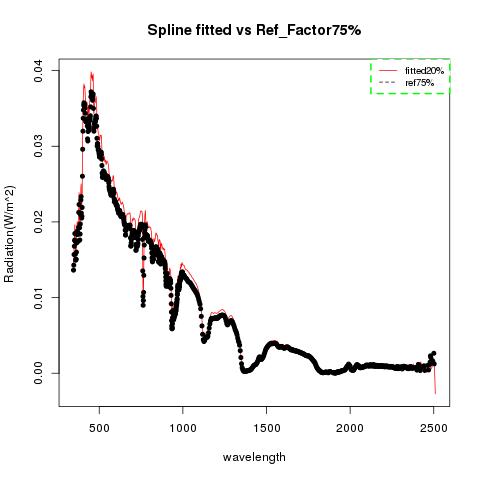 Spline fitted vs Ref_Factor75%
fitted20%
ref75%
Radiation(W/m^2)
0.04
0.03
0.02
0.01
0.00
500 1000 1500 2000 2500
wavelength